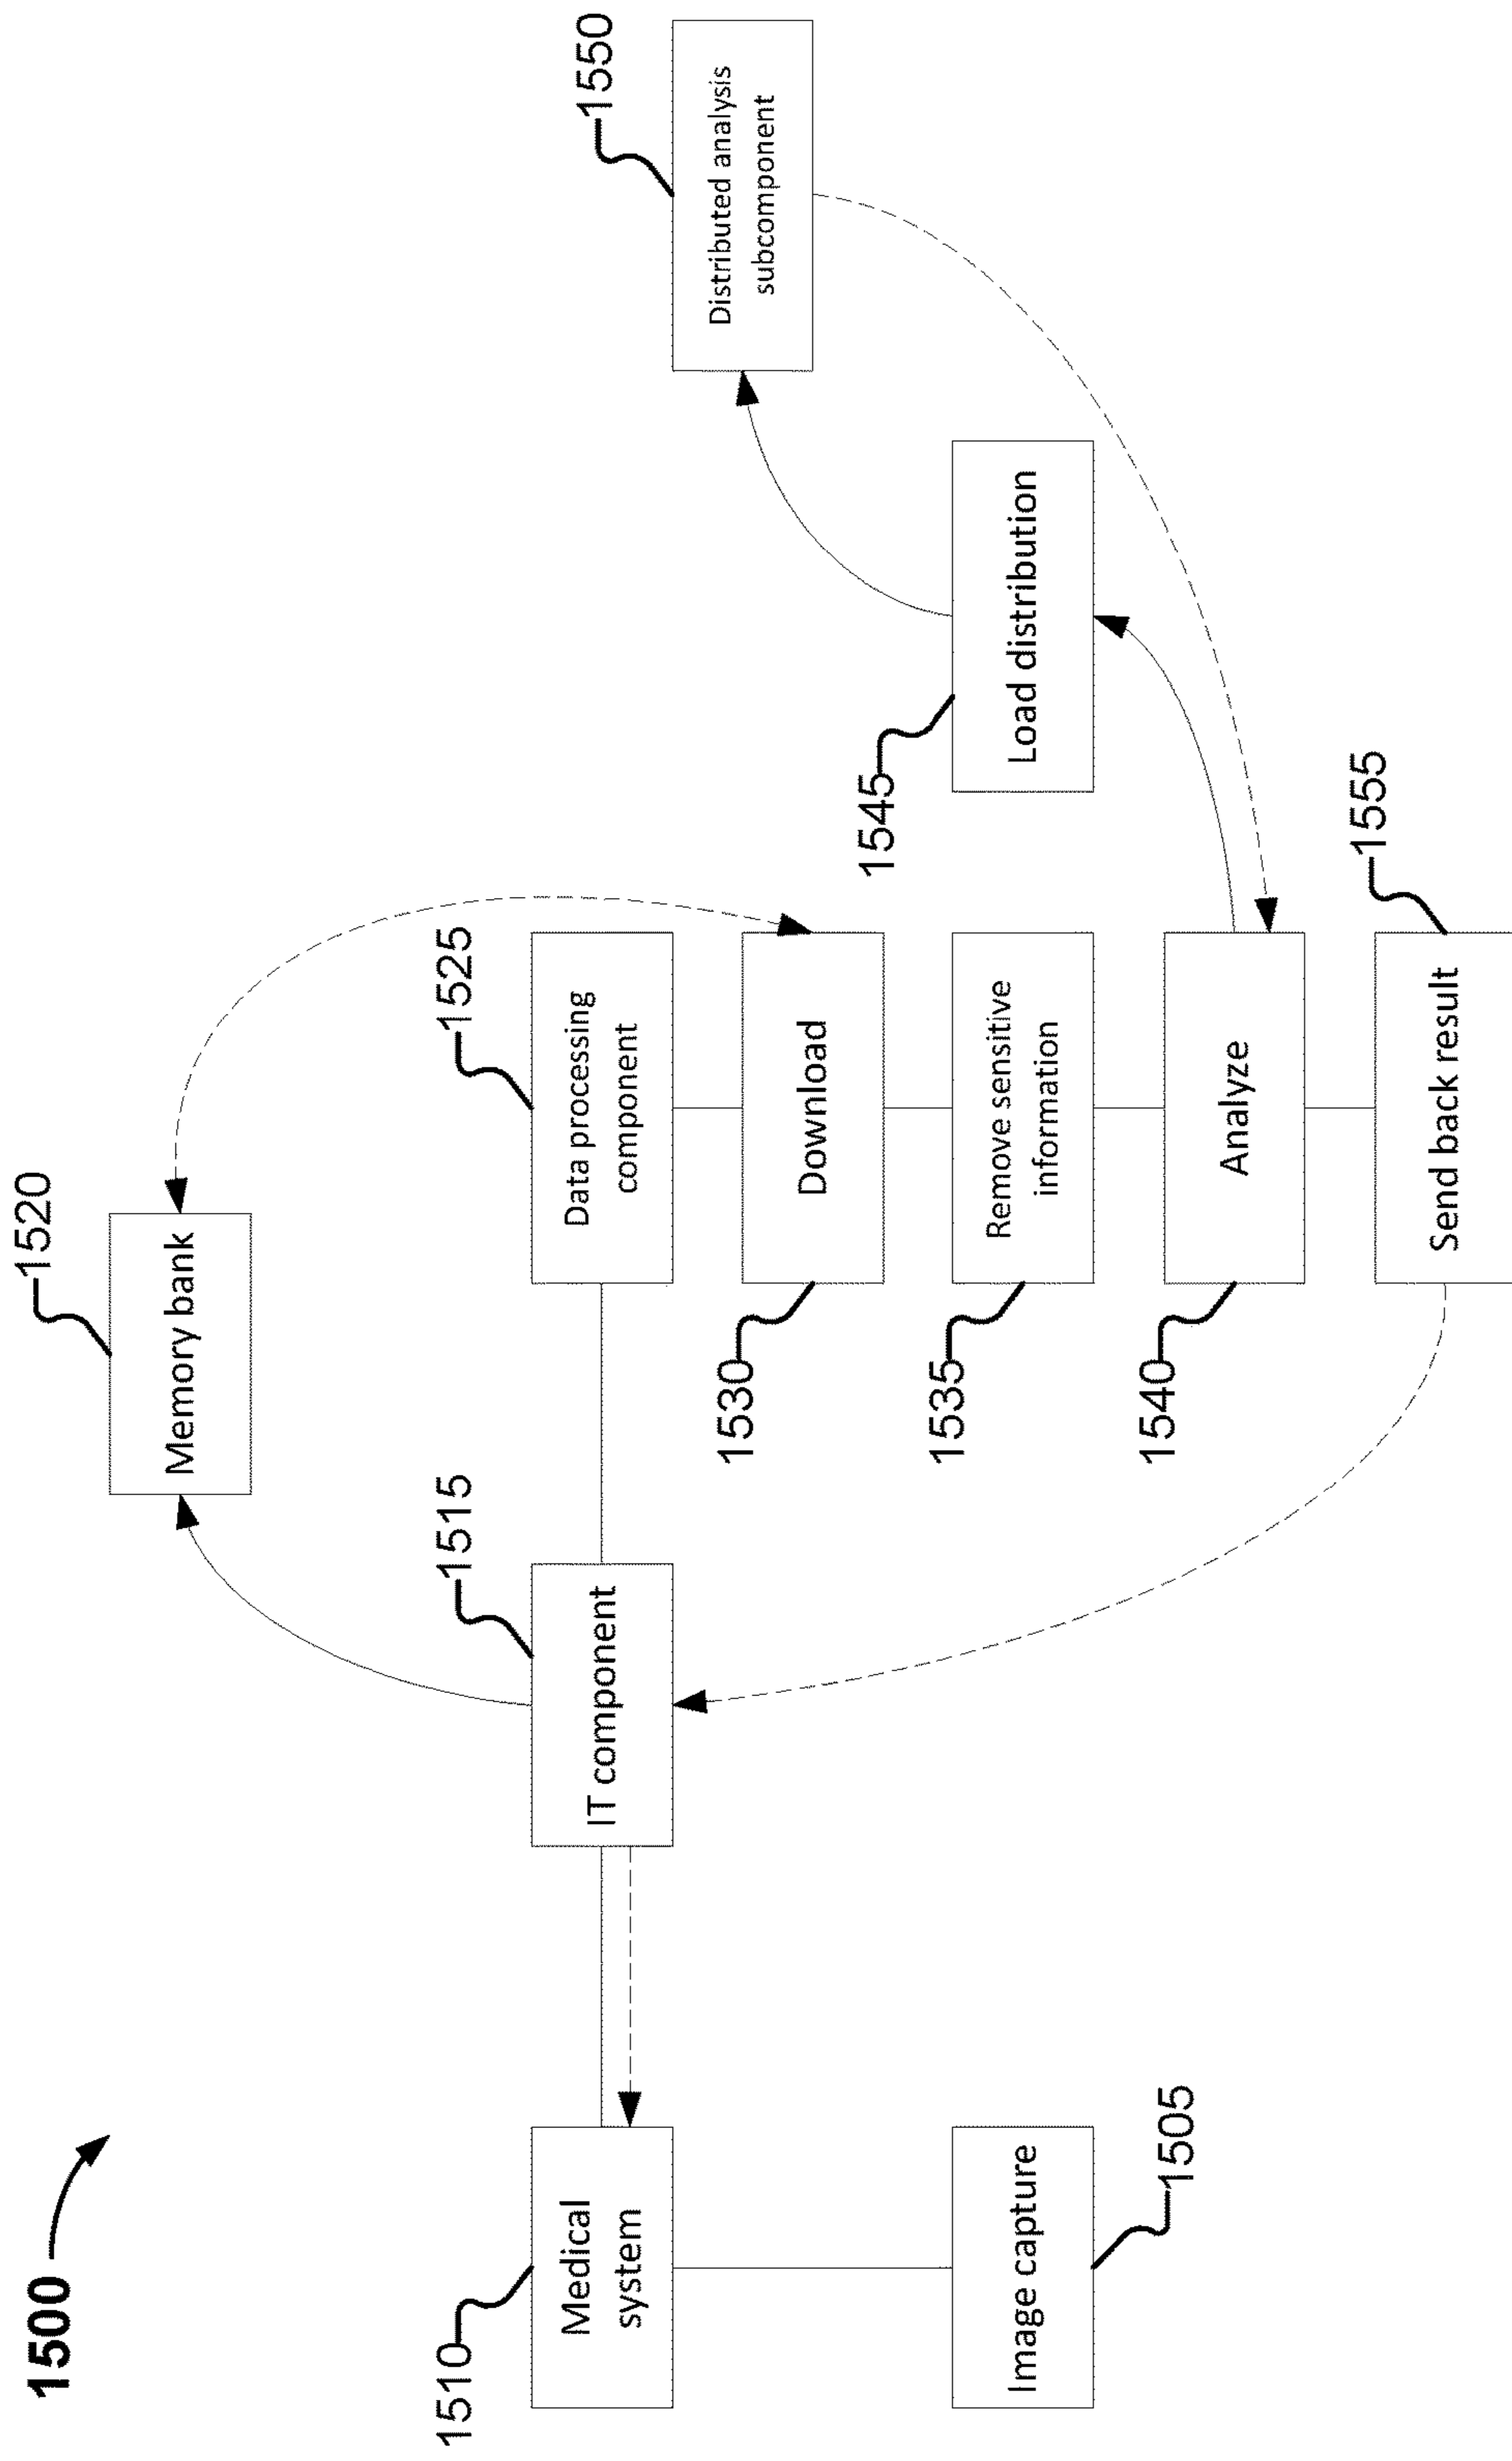 1500
1520
Memory bank
1510
Medical
system
1515
IT component
1525
Data processing
component
1550
Distributed analysis
subcomponent
1530
Download
1505
Image capture
1535
Remove sensitive
information
1545
Load distribution
1540
Analyze
1555
Send back result